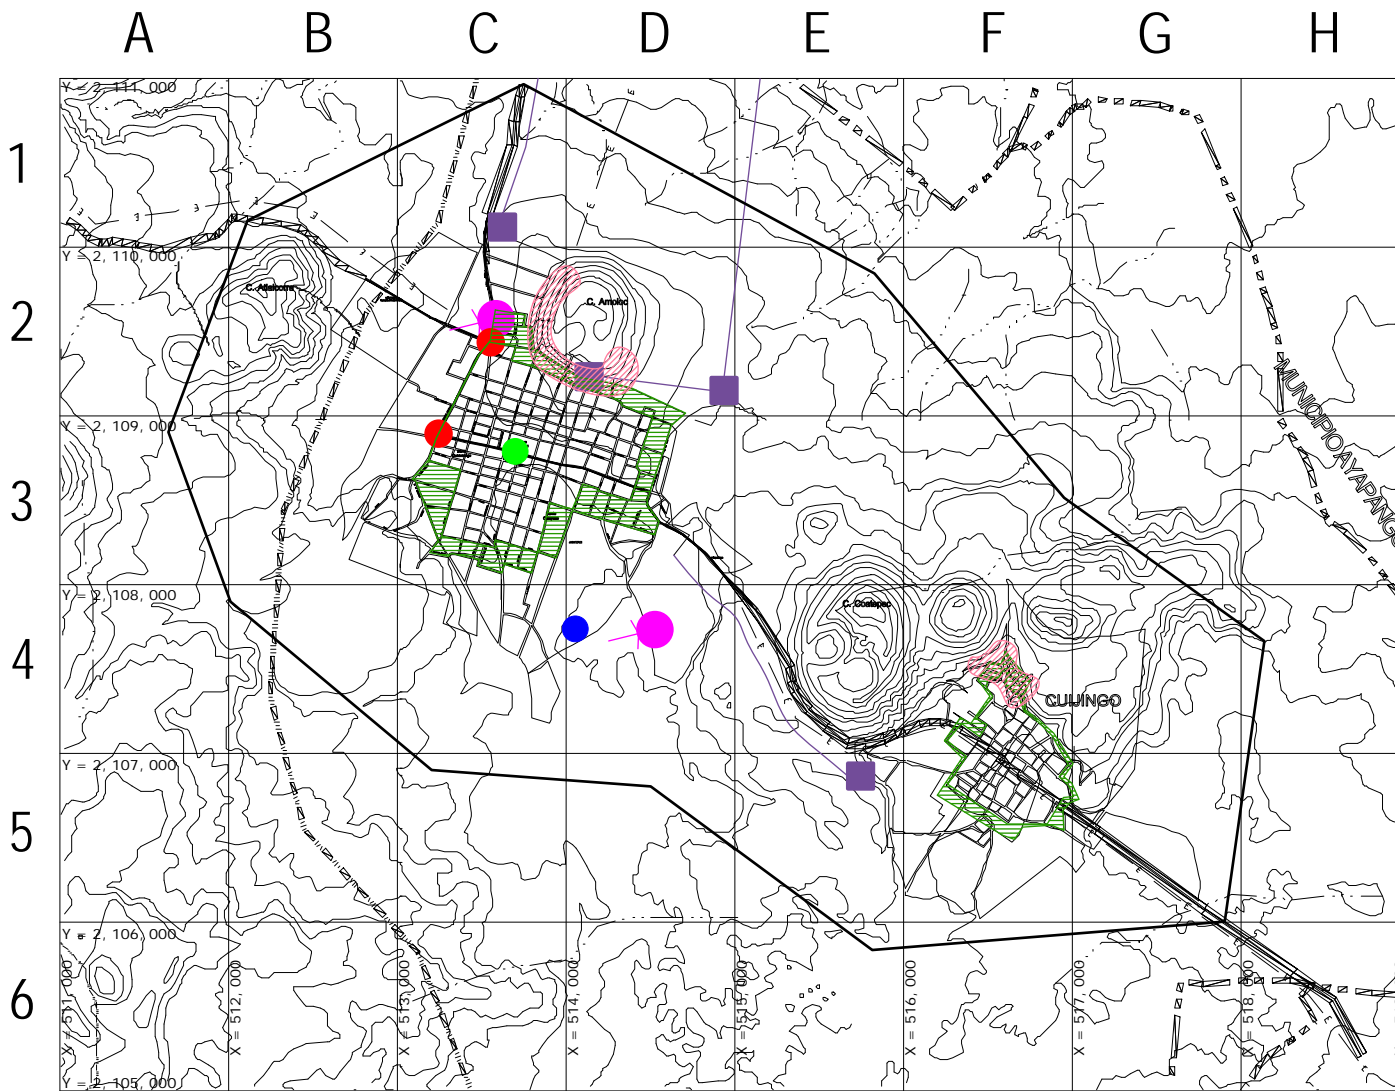 A B C D E F G H
1
Y = 2, 111, 000
E
E
E
E
E
E
Y = 2, 110, 000
C. Amoloc
2
MUNICIPIO AYAPANGO
Y = 2, 109, 000
3
Y = 2, 108, 000
C. Coatepec
4
CUIJINGO
Y = 2, 107, 000
5
Y = 2, 106, 000
6
X = 511, 000
X = 512, 000
X = 513, 000
X = 514, 000
X = 515, 000
X = 516, 000
X = 517, 000
X = 518, 000
Y = 2, 105, 000